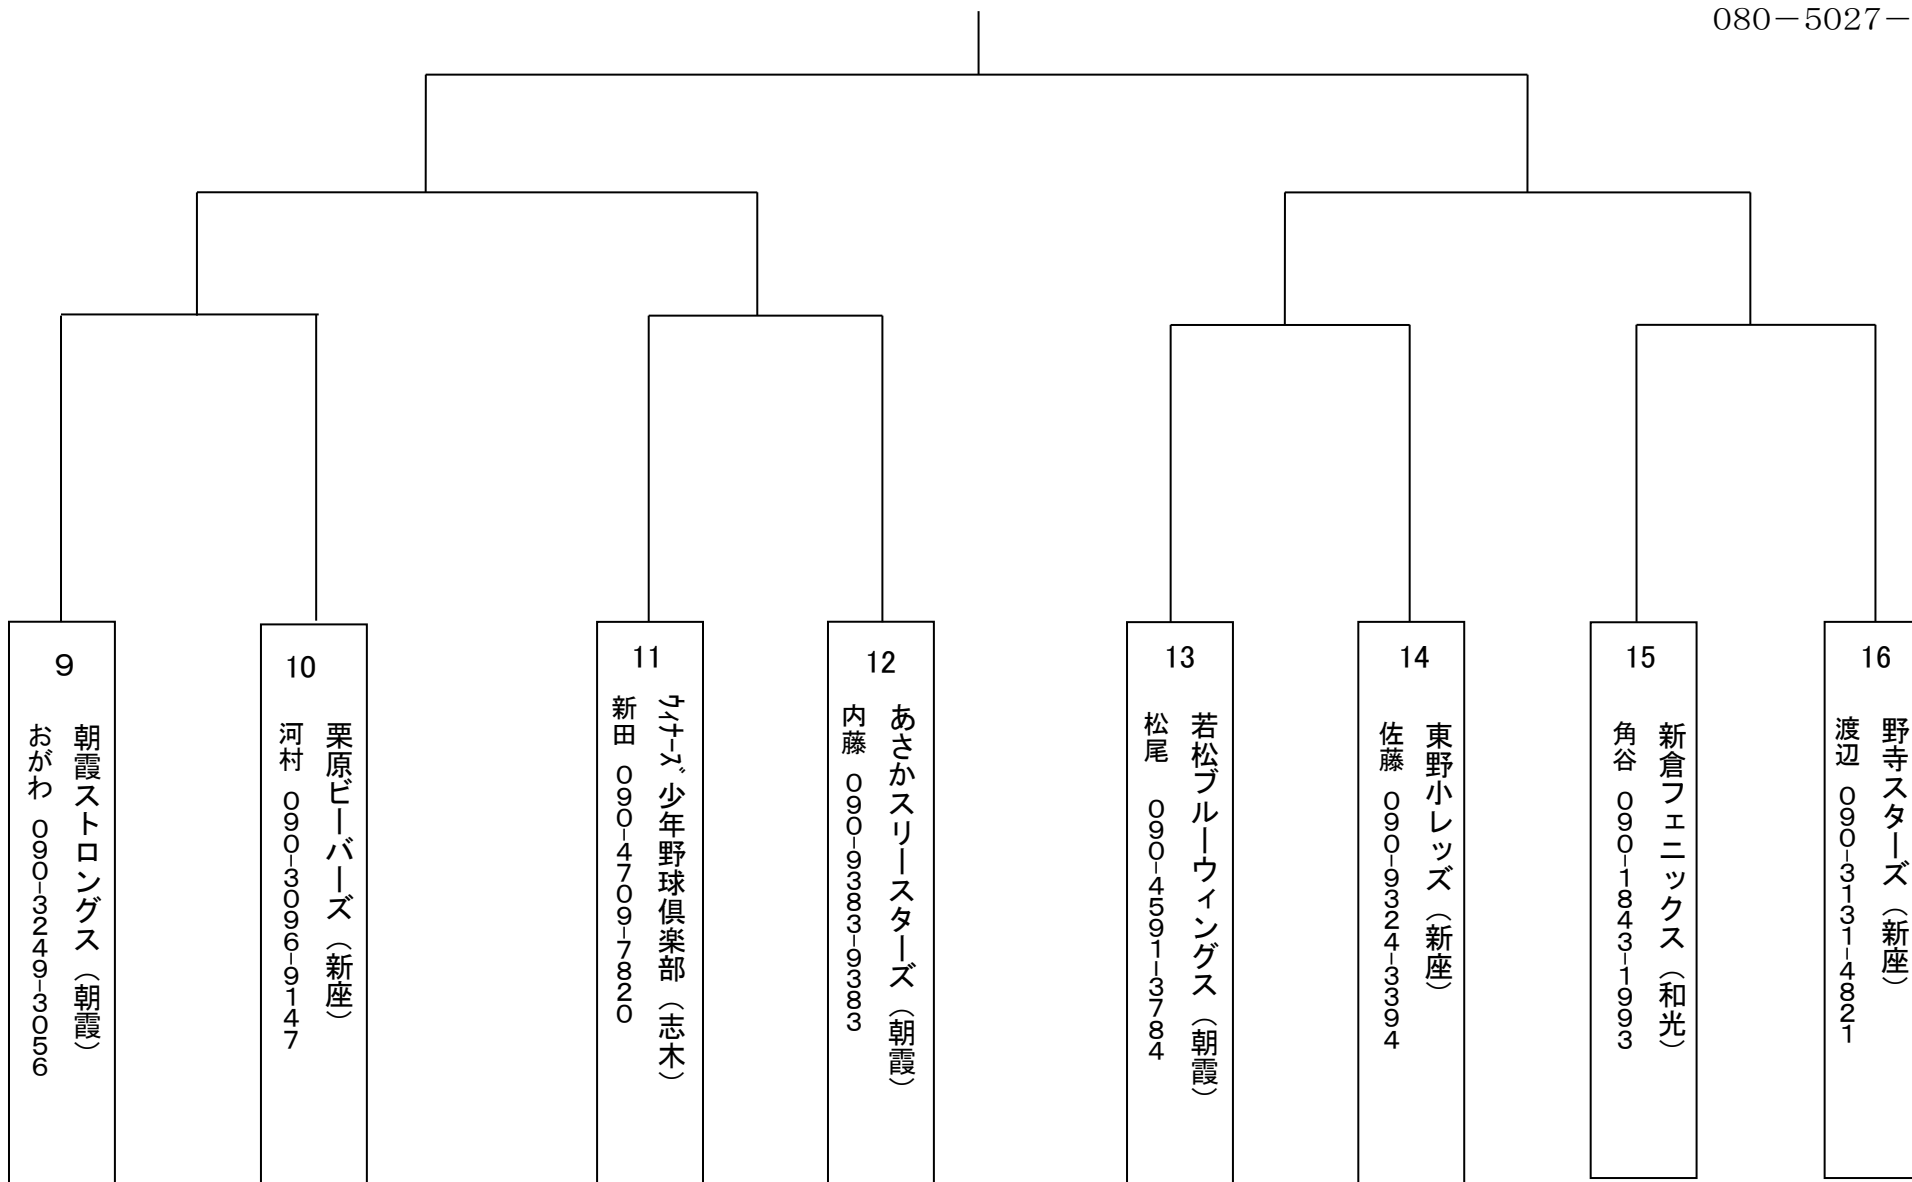 080－5027－
9
朝霞ストロングス（朝霞）
おがわ 090-3249-3056
10
栗原ビーバーズ（新座）
河村 090-3096-9147
11
ｳｨﾅｰｽﾞ少年野球倶楽部（志木）
新田 090-4709-7820
12
あさかスリースターズ（朝霞）
内藤 090-9383-9383
13
若松ブルーウィングス（朝霞）
松尾 090-4591-3784
14
東野小レッズ（新座）
佐藤 090-9324-3394
15
新倉フェニックス（和光）
角谷 090-1843-1993
16
野寺スターズ（新座）
渡辺 090-3131-4821